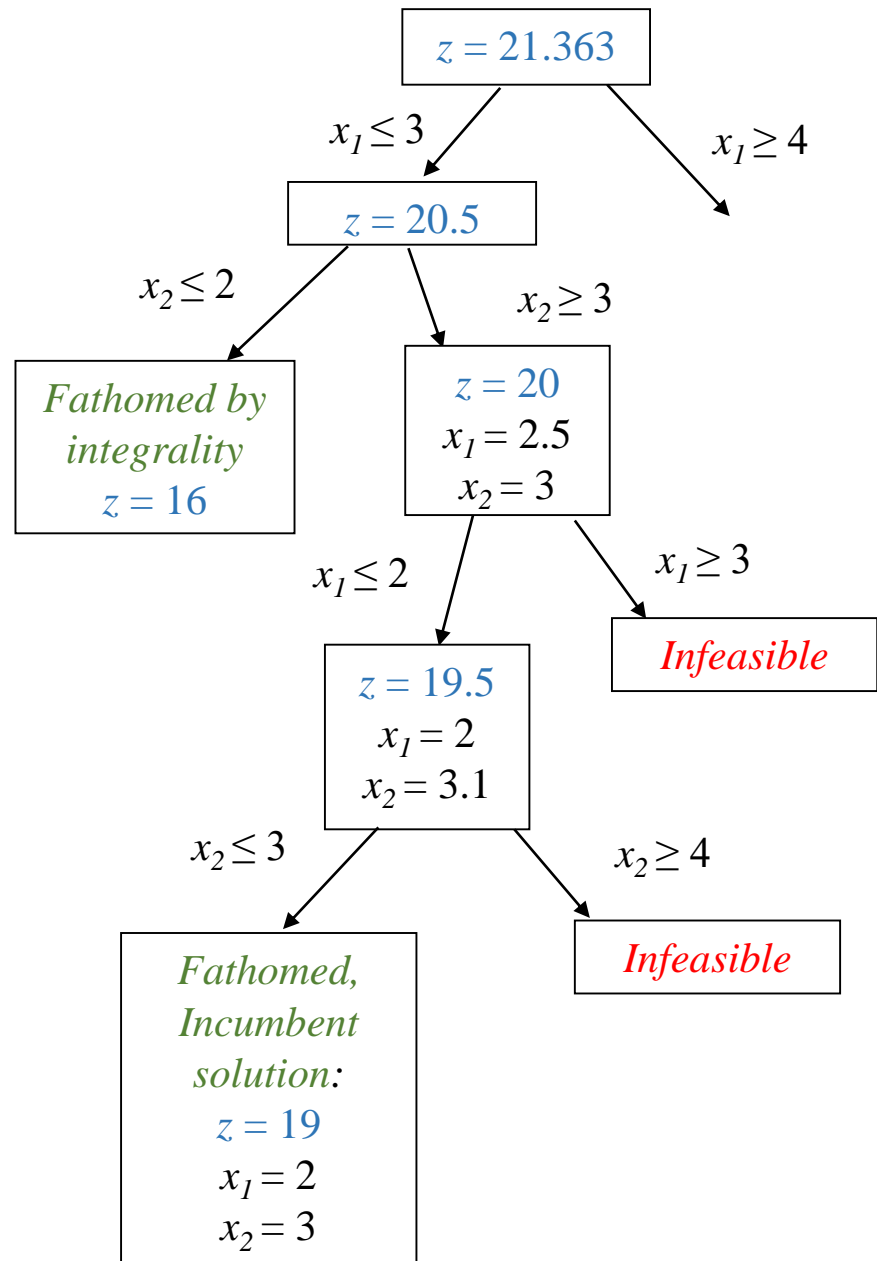 z = 21.363
x₁ ≤ 3
x₁ ≥ 4
z = 20.5
x₂ ≤ 2
x₂ ≥ 3
Fathomed by
integrality
z = 16
z = 20
x₁ = 2.5
x₂ = 3
x₁ ≤ 2
x₁ ≥ 3
Infeasible
z = 19.5
x₁ = 2
x₂ = 3.1
x₂ ≤ 3
x₂ ≥ 4
Fathomed,
Incumbent
solution:
z = 19
x₁ = 2
x₂ = 3
Infeasible